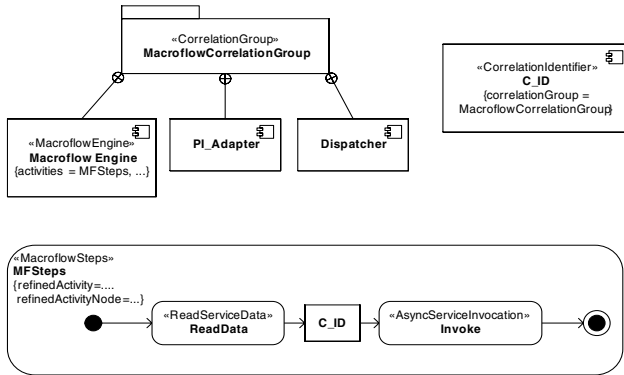 «CorrelationGroup»
MacroflowCorrelationGroup
«CorrelationIdentifier»
C_ID
{correlationGroup =
MacroflowCorrelationGroup}
«MacroflowEngine»
Macroflow Engine
{activities = MFSteps, ...}
PI_Adapter
Dispatcher
«MacroflowSteps»
MFSteps
{refinedActivity=....
refinedActivityNode=...}
«ReadServiceData»
ReadData
C_ID
«AsyncServiceInvocation»
Invoke